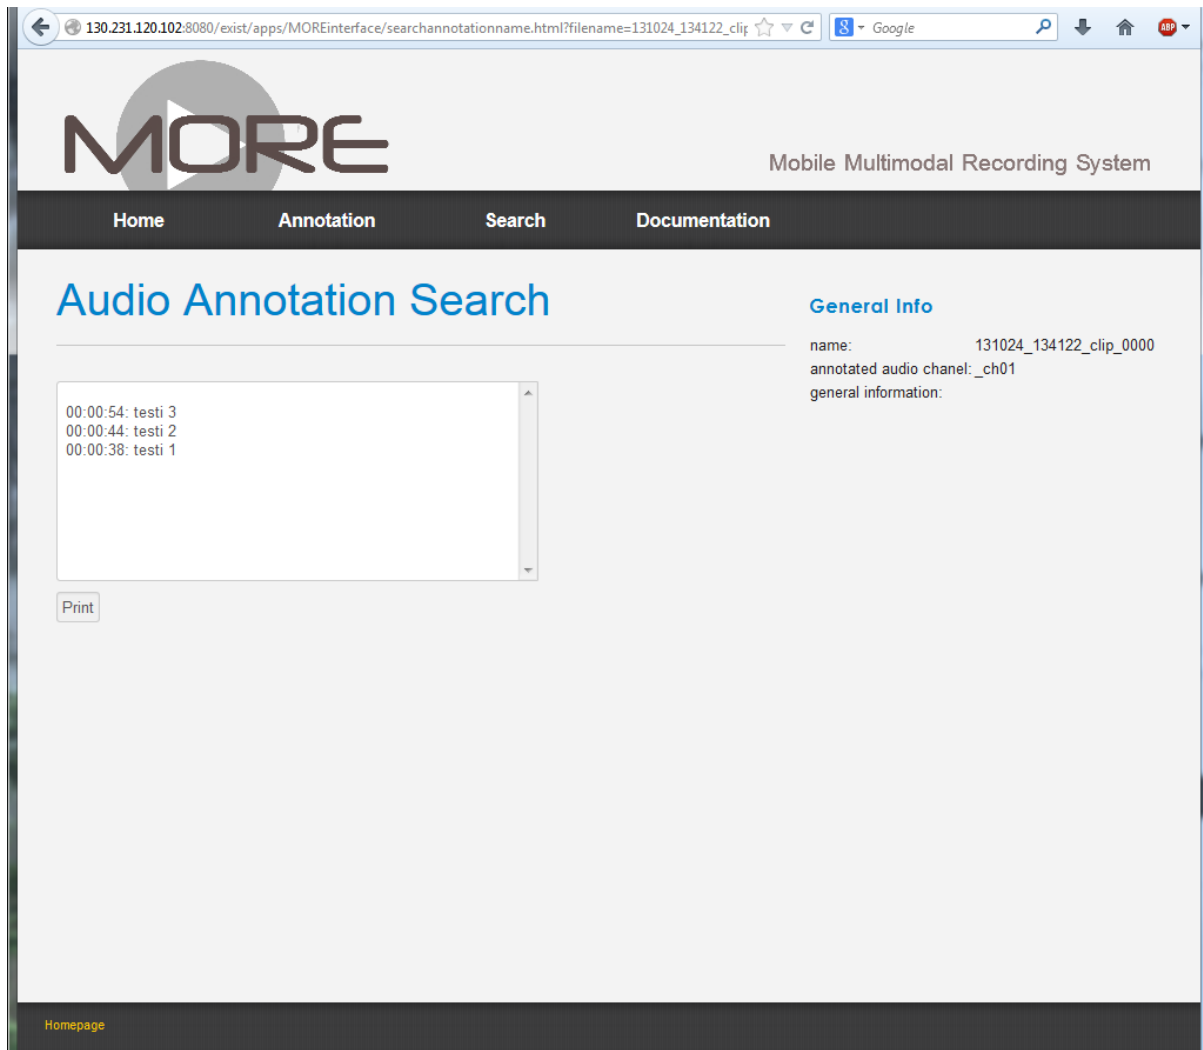 130.231.120.102:8080/exist/apps/MOREinterface/searchannotationname.html?filename=131024_134122_clip
8 Google
ABP
MORE
Mobile Multimodal Recording System
Home Annotation Search Documentation
Audio Annotation Search
00:00:54: testi 3
00:00:44: testi 2
00:00:38: testi 1
Print
General Info
name: 131024_134122_clip_0000
annotated audio chanel: _ch01
general information:
Homepage